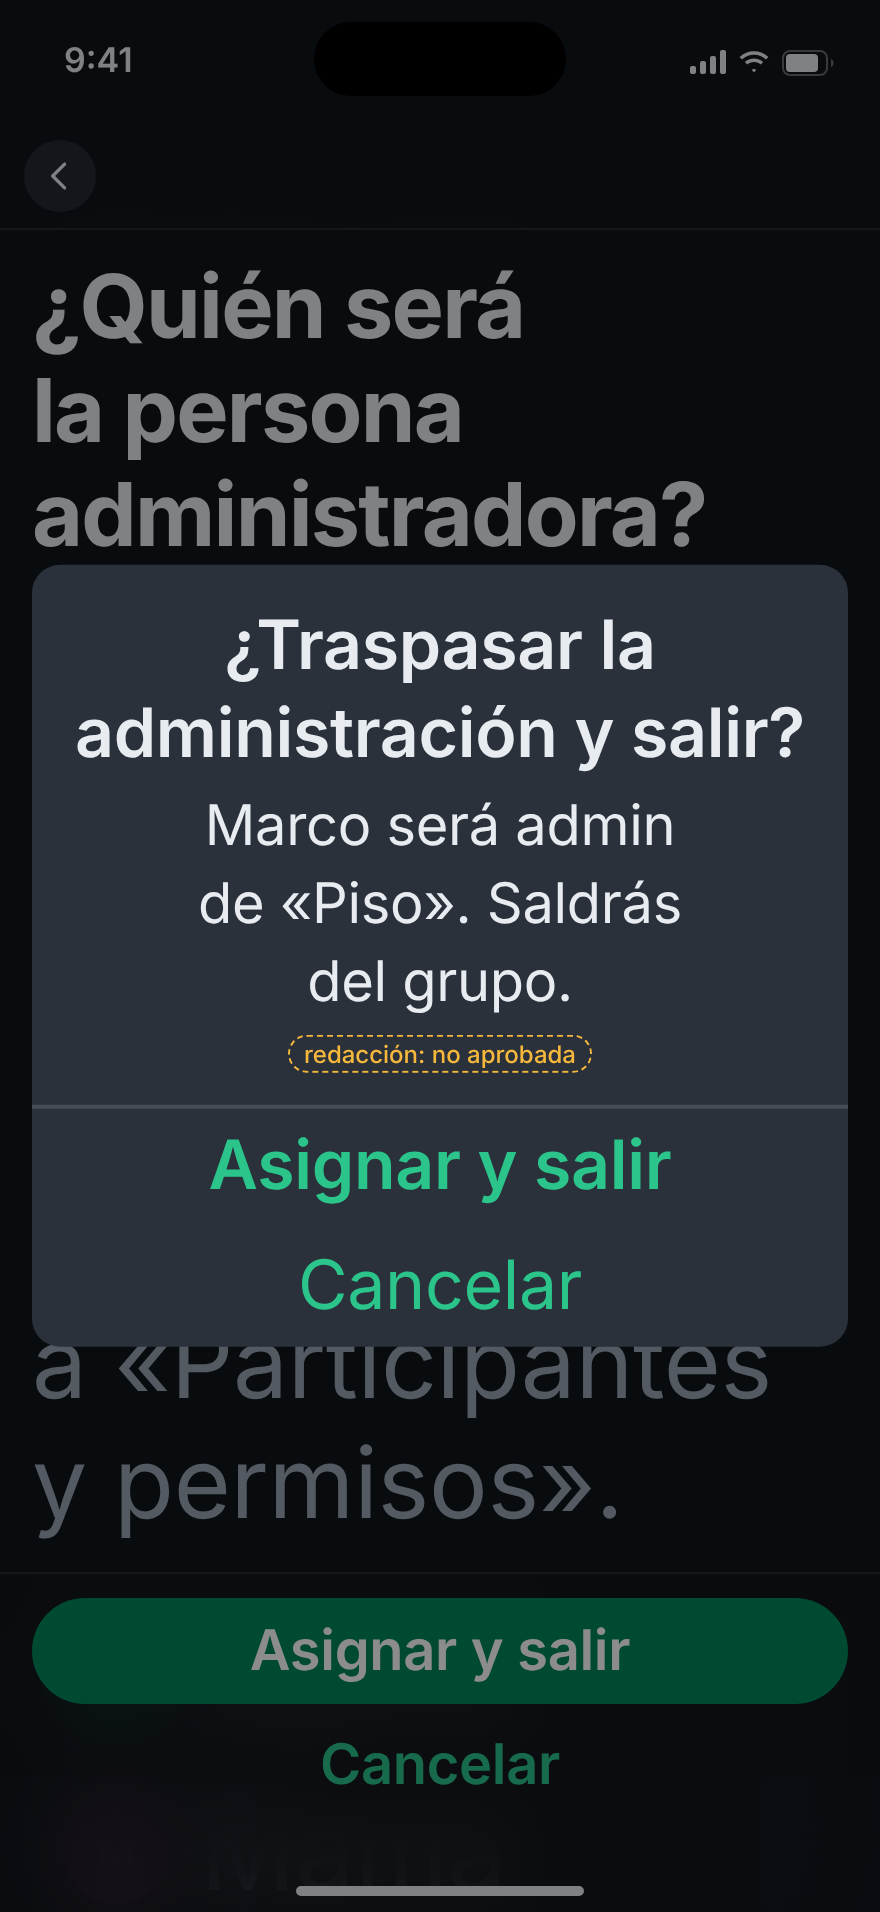 9:41
¿Quién será
la persona
administradora?
¿Traspasar la
administración y salir?
Marco será admin
de «Piso». Saldrás
del grupo.
redacción: no aprobada
Asignar y salir
Cancelar
a «Participantes
y permisos».
Asignar y salir
Cancelar